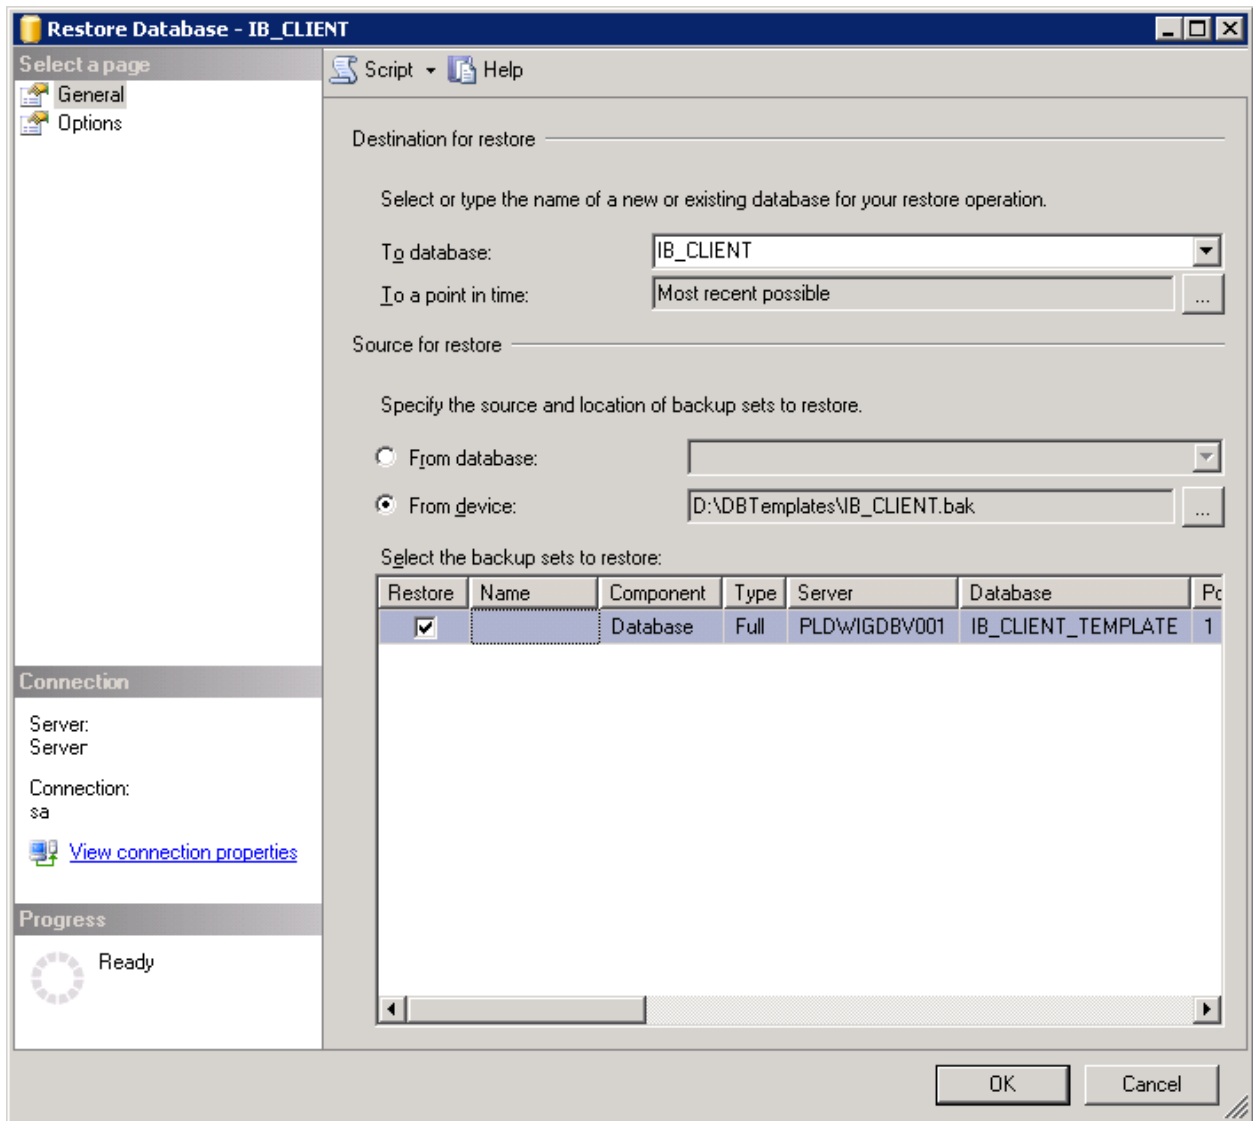 Restore Database - IB_CLIENT
Select a page
General
Options
Script Help
Destination for restore
Select or type the name of a new or existing database for your restore operation.
To database: IB_CLIENT
To a point in time: Most recent possible ...
Source for restore
Specify the source and location of backup sets to restore.
From database:
From device: D:\DBTemplates\IB_CLIENT.bak ...
Select the backup sets to restore:
Restore Name Component Type Server Database Po
Database Full PLDWIGDBV001 IB_CLIENT_TEMPLATE 1
Connection
Server:
Server
Connection:
sa
View connection properties
Progress
Ready
OK Cancel